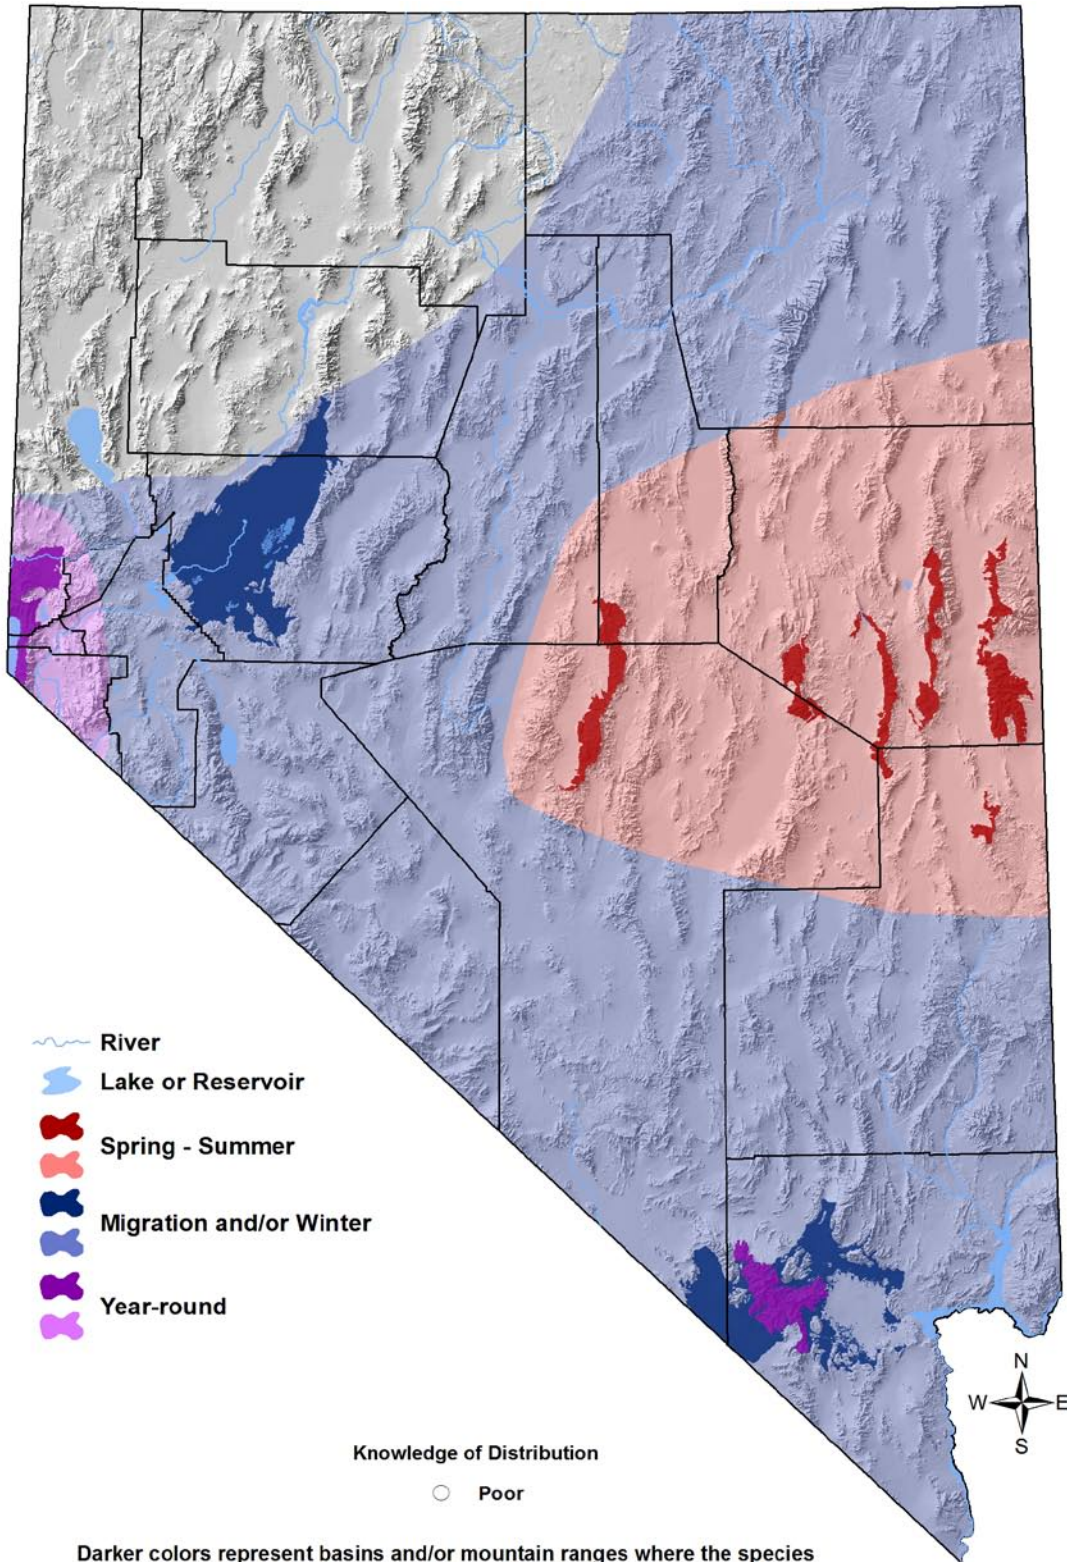 River
Lake or Reservoir
Spring - Summer
Migration and/or Winter
Year-round
N
W E
S
Knowledge of Distribution
Poor
Darker colors represent basins and/or mountain ranges where the species